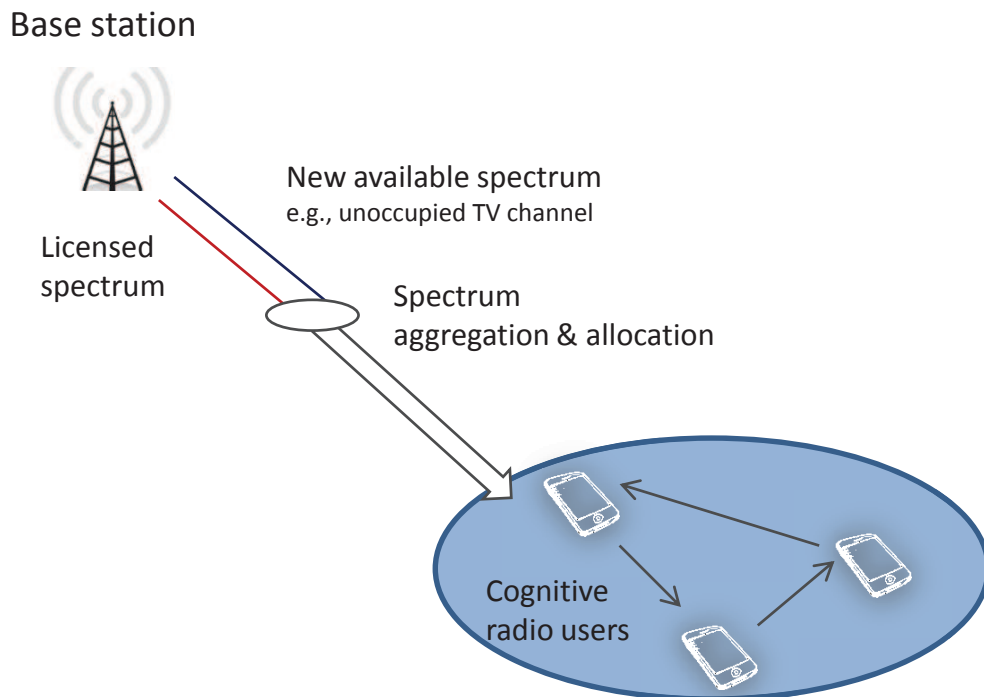 Base station
New available spectrum
e.g., unoccupied TV channel
Licensed
spectrum
Spectrum
aggregation & allocation
Cognitive
radio users